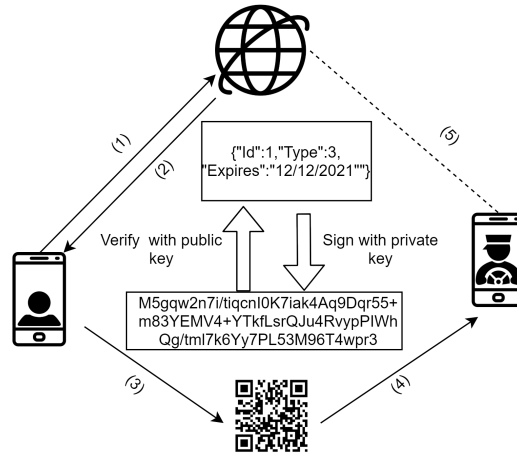 (1)
(2)
(5)
{"Id":1,"Type":3,
"Expires":"12/12/2021""}
Verify with public
key
Sign with private
key
M5gqw2n7i/tiqcnI0K7iak4Aq9Dqr55+
m83YEMV4+YTkfLsrQJu4RvypPIWh
Qg/tml7k6Yy7PL53M96T4wpr3
(3)
(4)